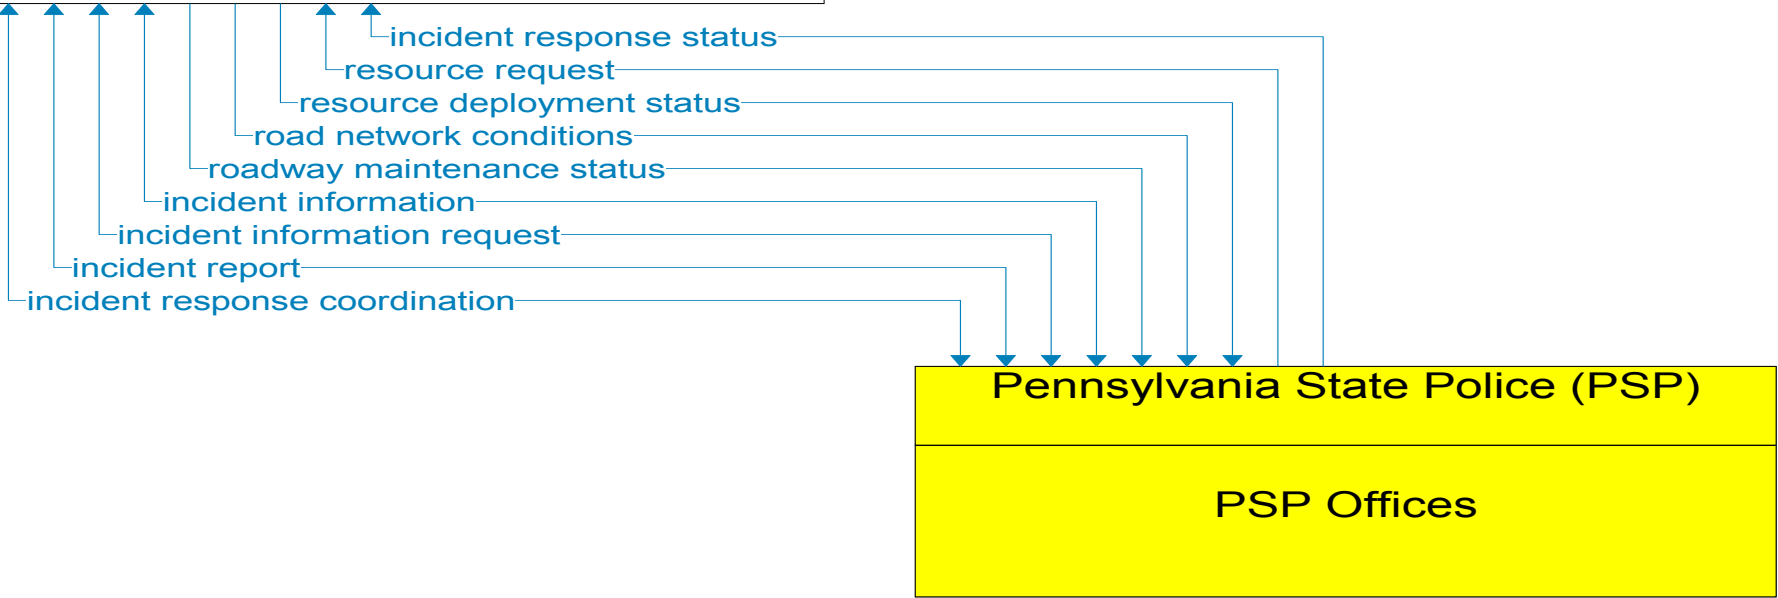 incident response status
resource request
resource deployment status
road network conditions
roadway maintenance status
incident information
incident information request
incident report
incident response coordination
Pennsylvania State Police (PSP)
PSP Offices